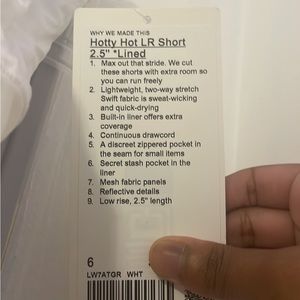 WHY WE MADE THIS
Hotty Hot LR Short
2.5" *Lined
1. Max out that stride. We cut
these shorts with extra room so
you can run freely
2. Lightweight, two-way stretch
Swift fabric is sweat-wicking
and quick-drying
3. Built-in liner offers extra
coverage
4. Continuous drawcord
5. A discreet zippered pocket in
the seam for small items
6. Secret stash pocket in the
liner
7. Mesh fabric panels
8. Reflective details
9. Low rise, 2.5" length
6
LW7ATGR WHT